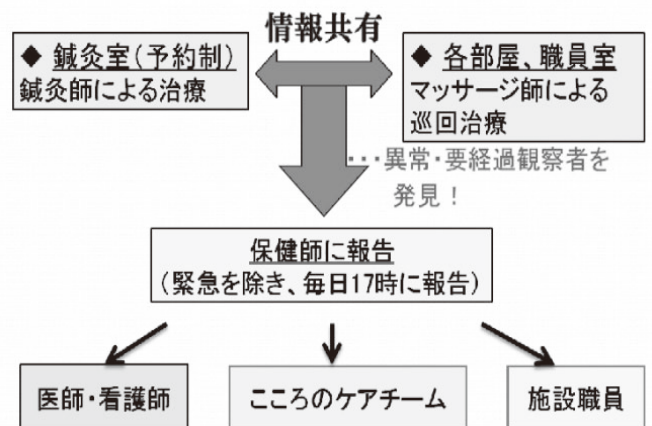 情報共有
◆ 鍼灸室(予約制)
鍼灸師による治療
◆ 各部屋、職員室
マッサージ師による
巡回治療
…異常・要経過観察者を
発見!
保健師に報告
(緊急を除き、毎日17時に報告)
医師・看護師
こころのケアチーム
施設職員